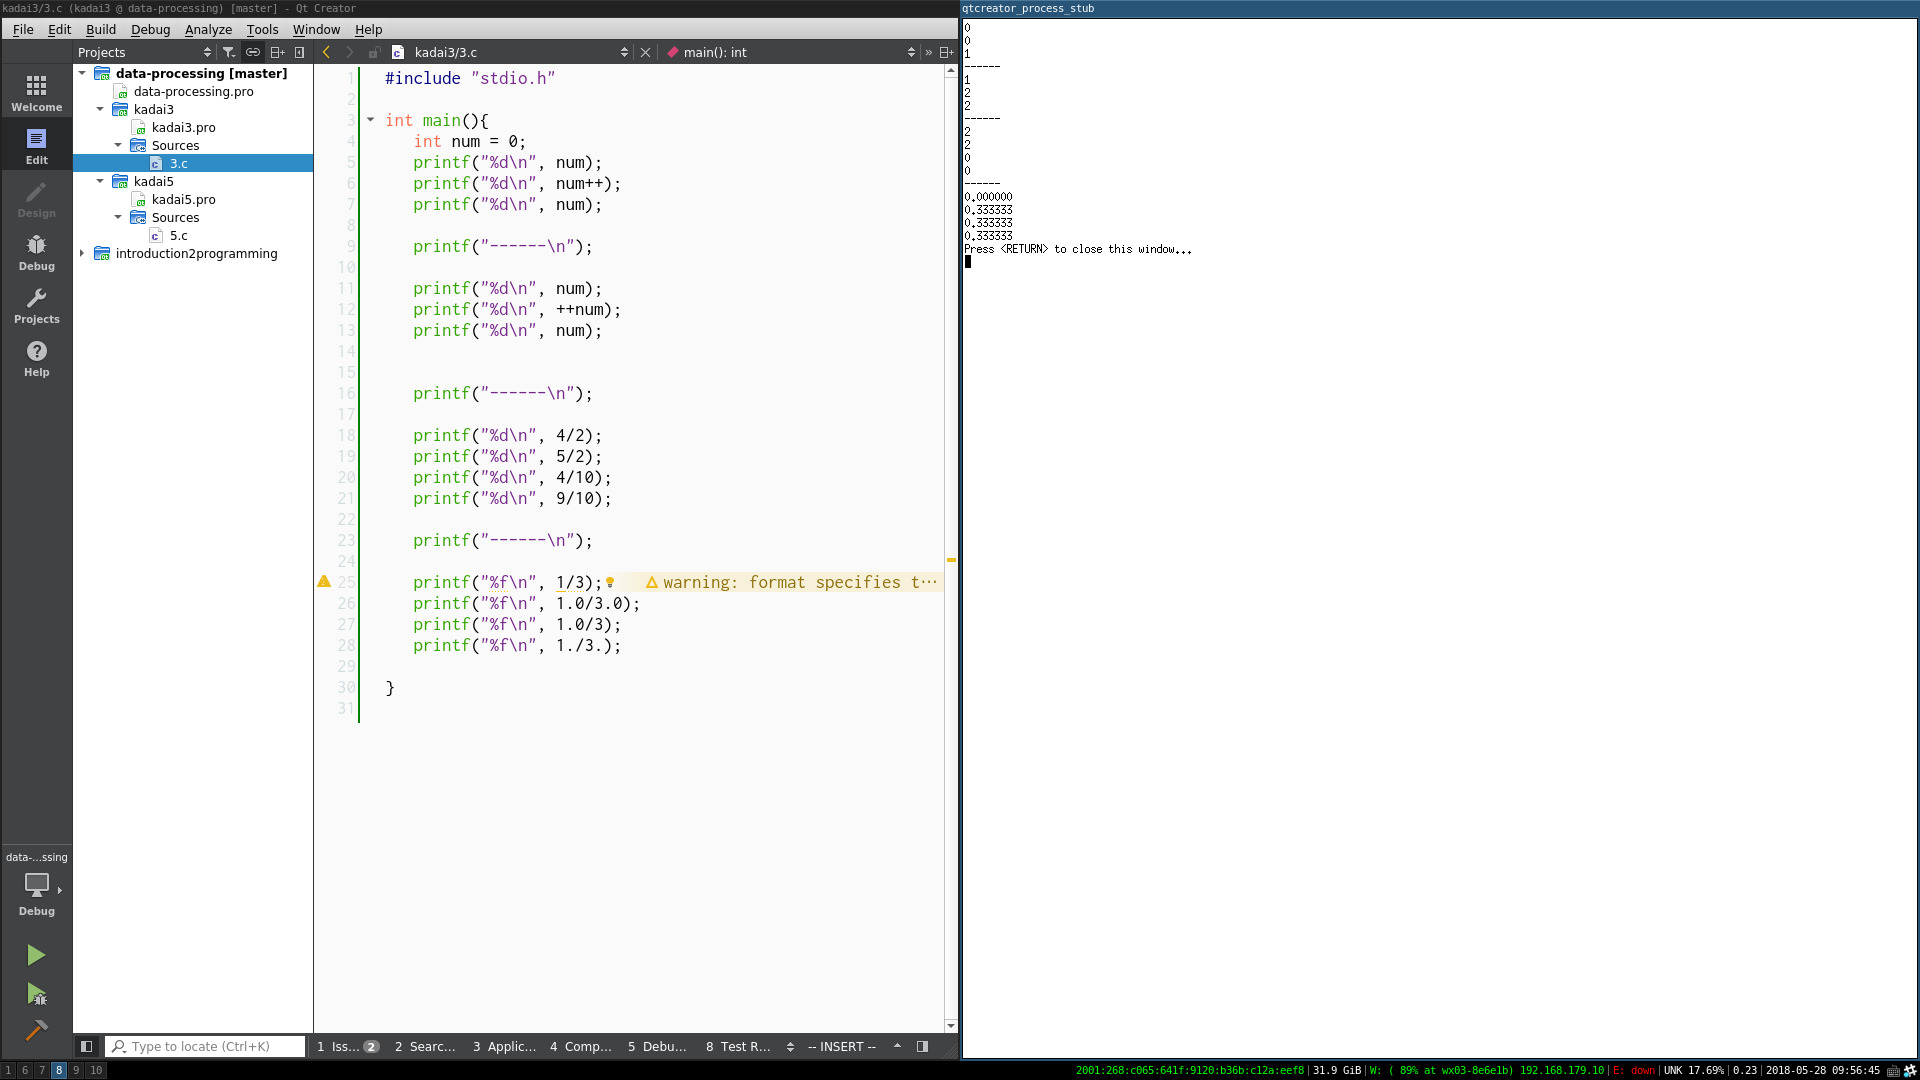 kadai3/3.c (kadai3 @ data-processing) [master] - Qt Creator
File Edit Build Debug Analyze Tools Window Help
Projects
kadai3/3.c
main(): int
»
Welcome
Edit
Design
Debug
Projects
Help
data-processing [master]
data-processing.pro
kadai3
kadai3.pro
Sources
3.c
kadai5
kadai5.pro
Sources
5.c
introduction2programming
1 #include "stdio.h"
2
3 int main(){
4 int num = 0;
5 printf("%d\n", num);
6 printf("%d\n", num++);
7 printf("%d\n", num);
8
9 printf("------\n");
10
11 printf("%d\n", num);
12 printf("%d\n", ++num);
13 printf("%d\n", num);
14
15
16 printf("------\n");
17
18 printf("%d\n", 4/2);
19 printf("%d\n", 5/2);
20 printf("%d\n", 4/10);
21 printf("%d\n", 9/10);
22
23 printf("------\n");
24
25 printf("%f\n", 1/3); warning: format specifies t···
26 printf("%f\n", 1.0/3.0);
27 printf("%f\n", 1.0/3);
28 printf("%f\n", 1./3.);
29
30 }
31
data-...ssing
Debug
Type to locate (Ctrl+K)
1 Iss... 2 2 Searc... 3 Applic... 4 Comp... 5 Debu... 8 Test R... -- INSERT --
qtcreator_process_stub
0
0
1
------
1
2
2
------
2
2
0
0
------
0.000000
0.333333
0.333333
0.333333
Press <RETURN> to close this window...
1 6 7 8 9 10
2001:268:c065:641f:9120:b36b:c12a:eef8 | 31.9 GiB | W: ( 89% at wx03-8e6e1b) 192.168.179.10 | E: down | UNK 17.69% | 0.23 | 2018-05-28 09:56:45